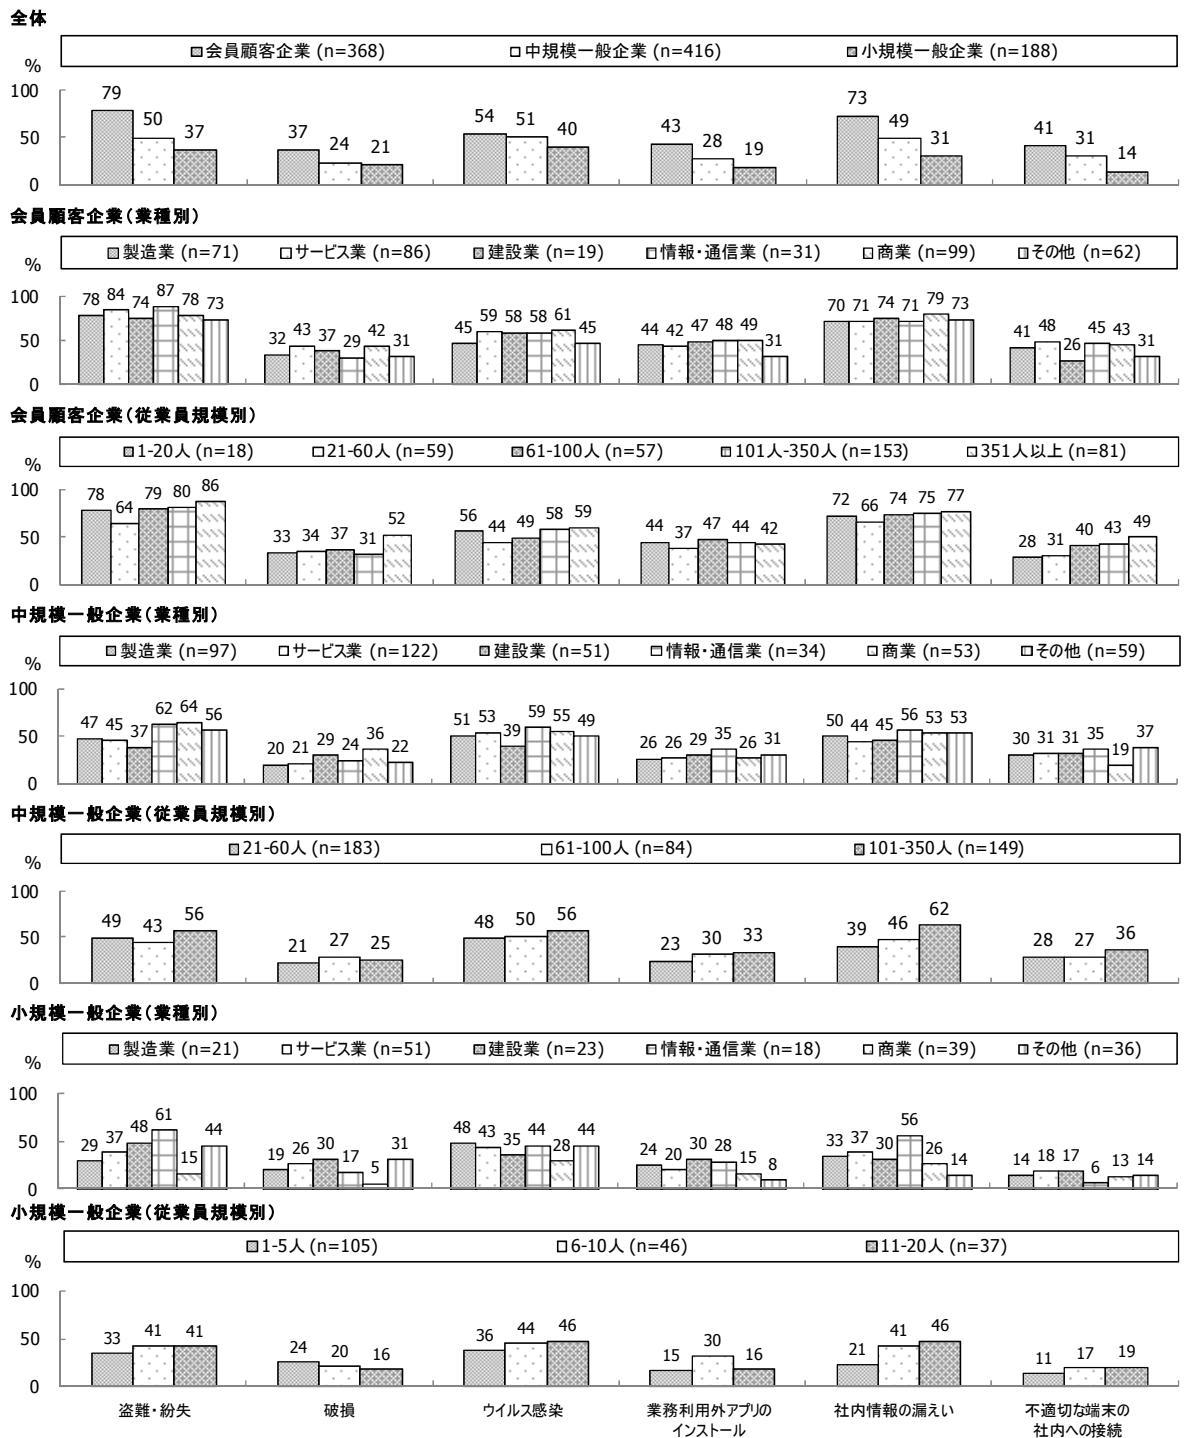 全体
会員顧客企業 (n=368) 中規模一般企業 (n=416) 小規模一般企業 (n=188)
%
100
50
0
79 50 37 37 24 21 54 51 40 43 28 19 73 49 31 41 31 14
会員顧客企業(業種別)
製造業 (n=71) サービス業 (n=86) 建設業 (n=19) 情報・通信業 (n=31) 商業 (n=99) その他 (n=62)
%
100
50
0
78 84 74 87 78 73 32 43 37 29 42 31 45 59 58 58 61 45 44 42 47 48 49 31 70 71 74 71 79 73 41 48 26 45 43 31
会員顧客企業(従業員規模別)
1-20人 (n=18) 21-60人 (n=59) 61-100人 (n=57) 101人-350人 (n=153) 351人以上 (n=81)
%
100
50
0
78 64 79 80 86 33 34 37 31 52 56 44 49 58 59 44 37 47 44 42 72 66 74 75 77 28 31 40 43 49
中規模一般企業(業種別)
製造業 (n=97) サービス業 (n=122) 建設業 (n=51) 情報・通信業 (n=34) 商業 (n=53) その他 (n=59)
%
100
50
0
47 45 37 62 64 56 20 21 29 24 36 22 51 53 39 59 55 49 26 26 29 35 26 31 50 44 45 56 53 53 30 31 31 35 19 37
中規模一般企業(従業員規模別)
21-60人 (n=183) 61-100人 (n=84) 101-350人 (n=149)
%
100
50
0
49 43 56 21 27 25 48 50 56 23 30 33 39 46 62 28 27 36
小規模一般企業(業種別)
製造業 (n=21) サービス業 (n=51) 建設業 (n=23) 情報・通信業 (n=18) 商業 (n=39) その他 (n=36)
%
100
50
0
29 37 48 61 15 44 19 26 30 17 5 31 48 43 35 44 28 44 24 20 30 28 15 8 33 37 30 56 26 14 14 18 17 6 13 14
小規模一般企業(従業員規模別)
1-5人 (n=105) 6-10人 (n=46) 11-20人 (n=37)
%
100
50
0
33 41 41 24 20 16 36 44 46 15 30 16 21 41 46 11 17 19
盗難・紛失 破損 ウイルス感染 業務利用外アプリの 社内情報の漏えい 不適切な端末の
インストール 社内への接続